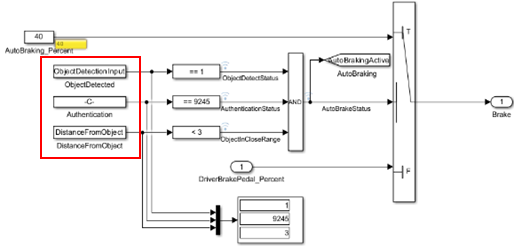 40
AutoBraking_Percent
T
ObjectDetectionInput
ObjectDetected
== 1
ObjectDetectStatus
AutoBrakingActive
AutoBraking
-C-
Authentication
== 9245
AuthenticationStatus
AND
AutoBrakeStatus
1
Brake
DistanceFromObject
DistanceFromObject
< 3
ObjectInCloseRange
1
DriverBrakePedal_Percent
F
1
9245
3